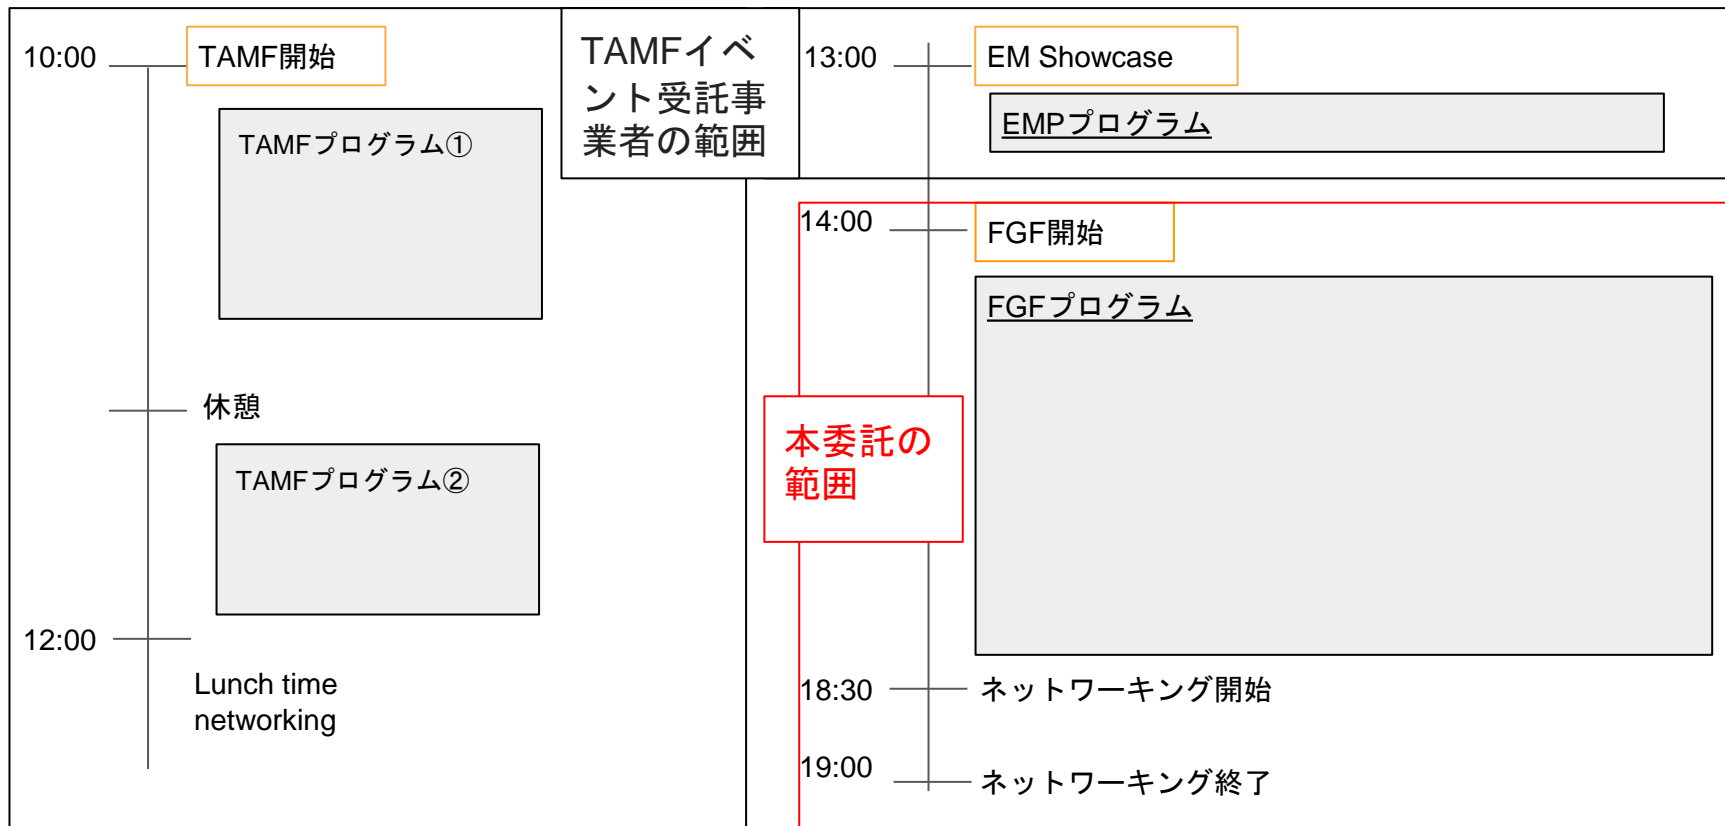 10:00
TAMF開始
TAMFプログラム①
休憩
TAMFプログラム②
12:00
Lunch time
networking
TAMFイベ
ント受託事
業者の範囲
13:00
EM Showcase
EMPプログラム
14:00
FGF開始
FGFプログラム
本委託の
範囲
18:30
ネットワーキング開始
19:00
ネットワーキング終了